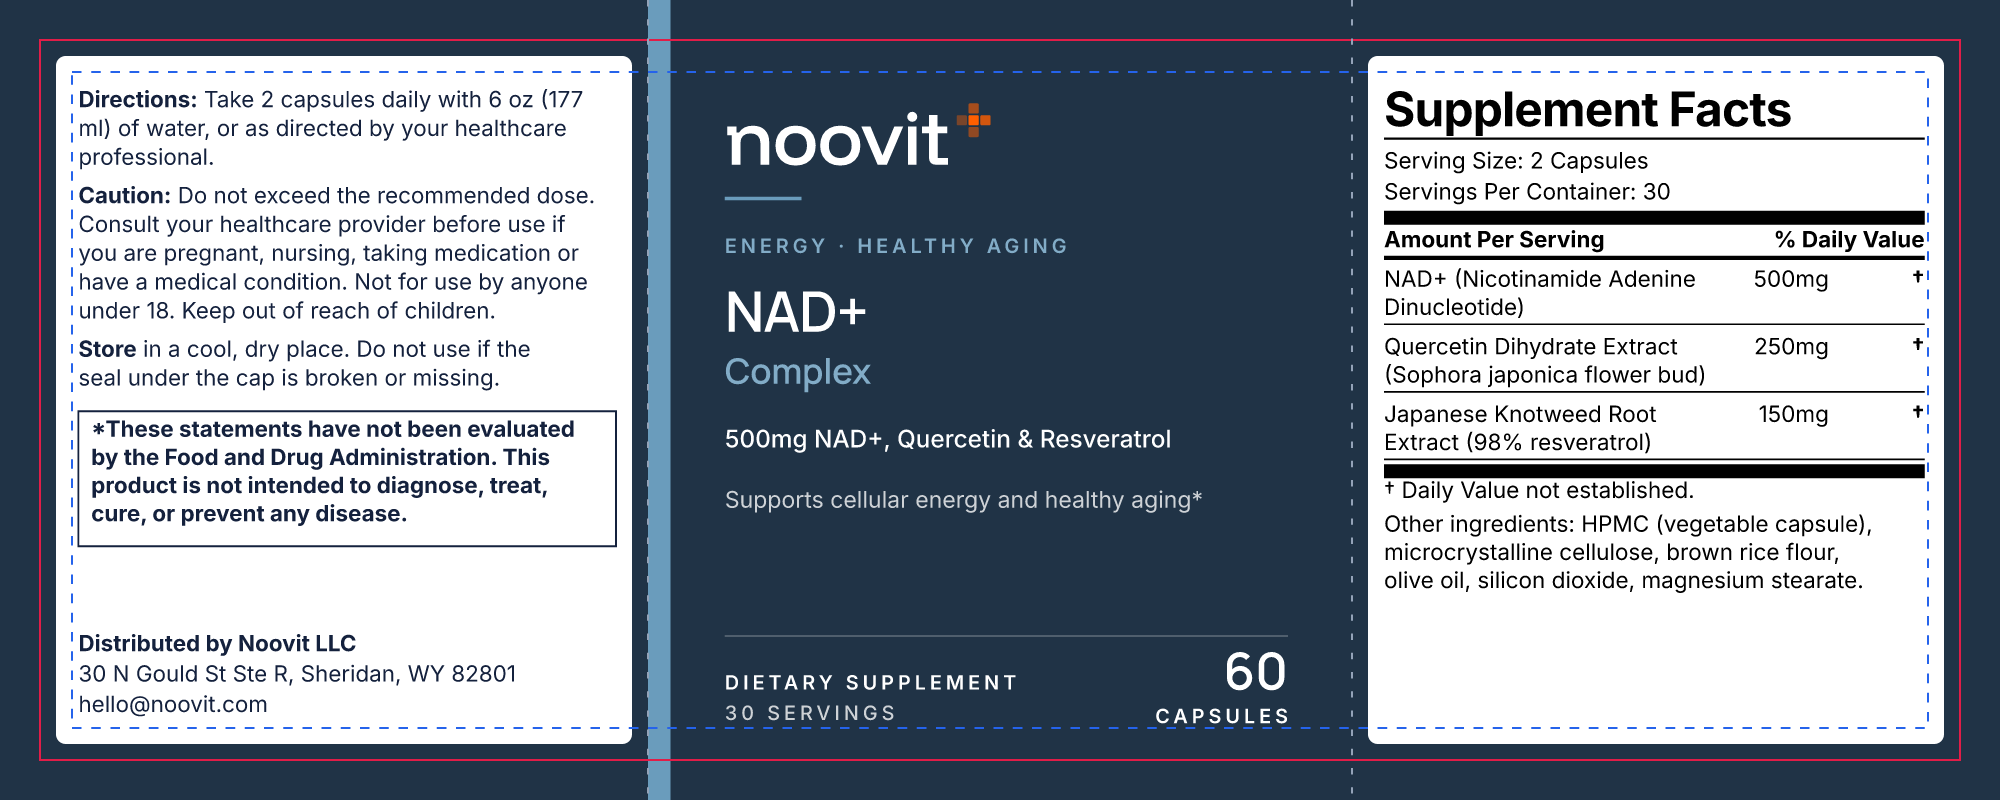 Directions: Take 2 capsules daily with 6 oz (177
ml) of water, or as directed by your healthcare
professional.
Caution: Do not exceed the recommended dose.
Consult your healthcare provider before use if
you are pregnant, nursing, taking medication or
have a medical condition. Not for use by anyone
under 18. Keep out of reach of children.
Store in a cool, dry place. Do not use if the
seal under the cap is broken or missing.
*These statements have not been evaluated
by the Food and Drug Administration. This
product is not intended to diagnose, treat,
cure, or prevent any disease.
Distributed by Noovit LLC
30 N Gould St Ste R, Sheridan, WY 82801
hello@noovit.com
noovit
ENERGY · HEALTHY AGING
NAD+
Complex
500mg NAD+, Quercetin & Resveratrol
Supports cellular energy and healthy aging*
DIETARY SUPPLEMENT
30 SERVINGS
60
CAPSULES
Supplement Facts
Serving Size: 2 Capsules
Servings Per Container: 30
Amount Per Serving % Daily Value
NAD+ (Nicotinamide Adenine 500mg †
Dinucleotide)
Quercetin Dihydrate Extract 250mg †
(Sophora japonica flower bud)
Japanese Knotweed Root 150mg †
Extract (98% resveratrol)
† Daily Value not established.
Other ingredients: HPMC (vegetable capsule),
microcrystalline cellulose, brown rice flour,
olive oil, silicon dioxide, magnesium stearate.